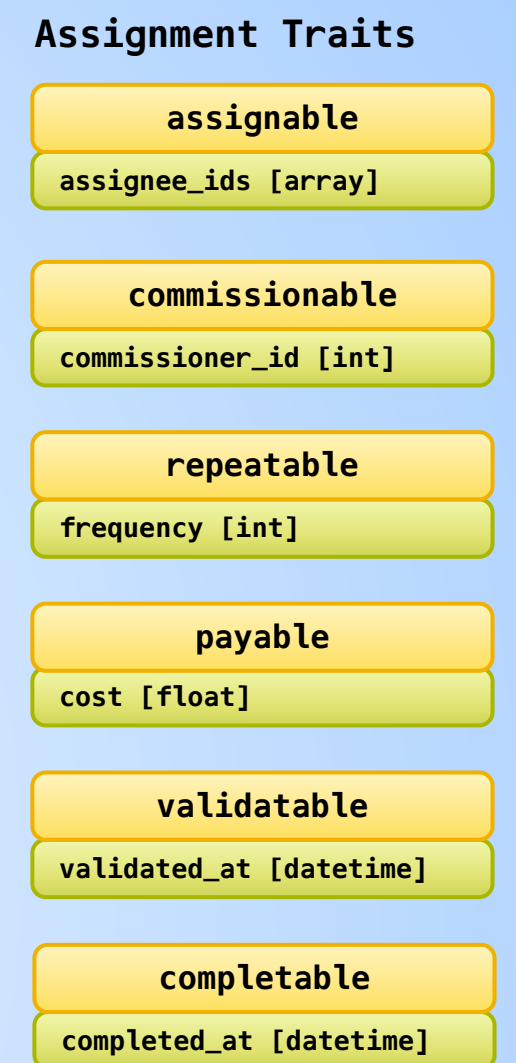 Assignment Traits
assignable
assignee_ids [array]
commissionable
commissioner_id [int]
repeatable
frequency [int]
payable
cost [float]
validatable
validated_at [datetime]
completable
completed_at [datetime]